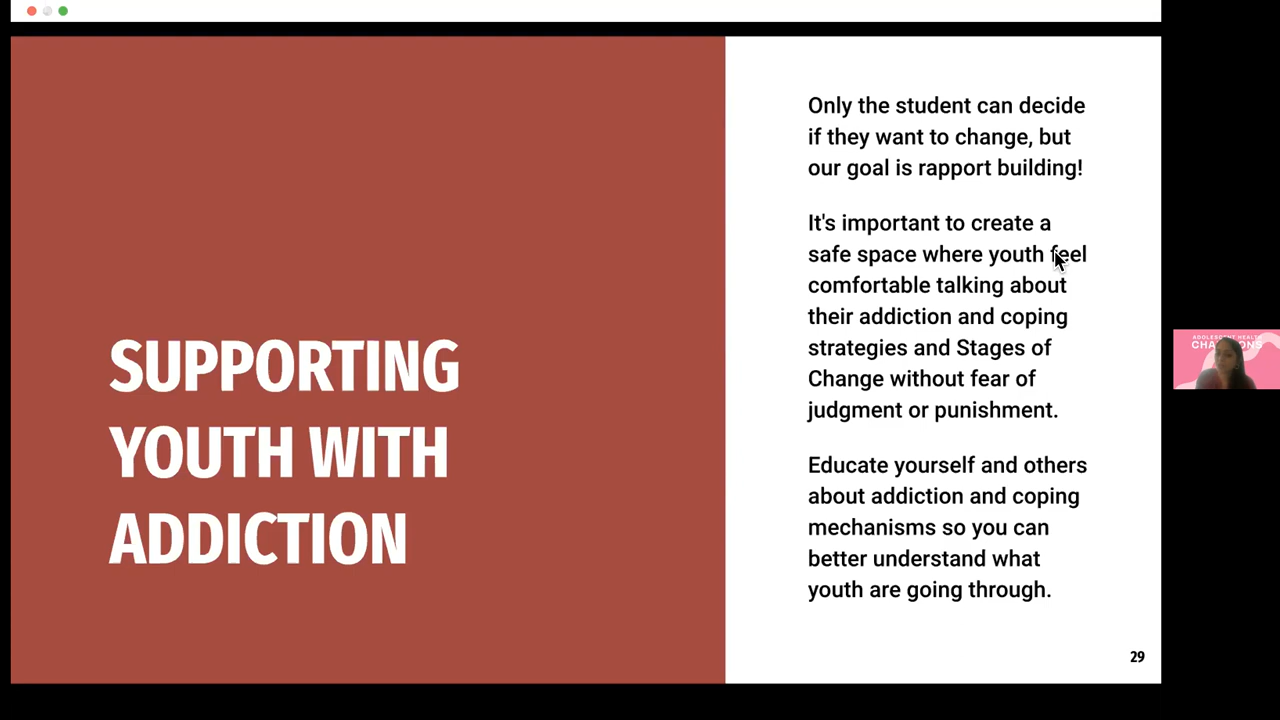 SUPPORTING
YOUTH WITH
ADDICTION
Only the student can decide
if they want to change, but
our goal is rapport building!
It's important to create a
safe space where youth feel
comfortable talking about
their addiction and coping
strategies and Stages of
Change without fear of
judgment or punishment.
Educate yourself and others
about addiction and coping
mechanisms so you can
better understand what
youth are going through.
29
ADOLESCENT HEALTH